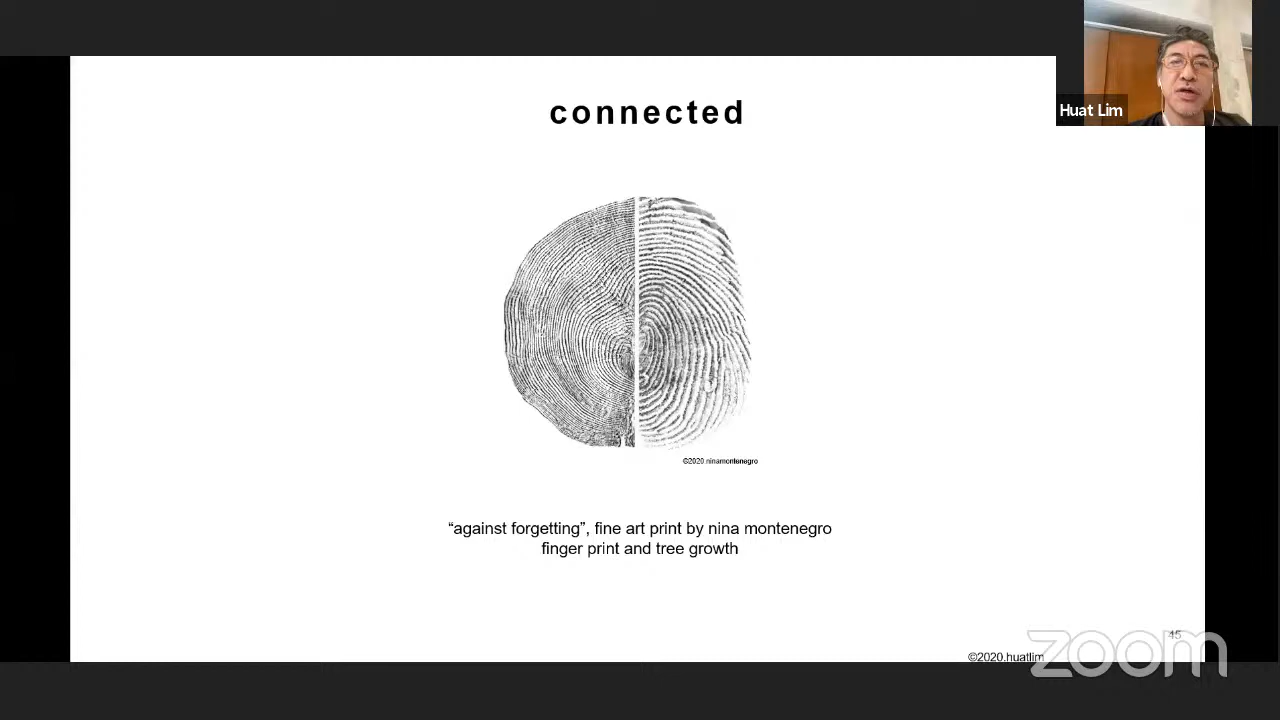 connected
Huat Lim
©2020.ninamontenegro
“against forgetting”, fine art print by nina montenegro
finger print and tree growth
45
©2020.huatlim
zoom